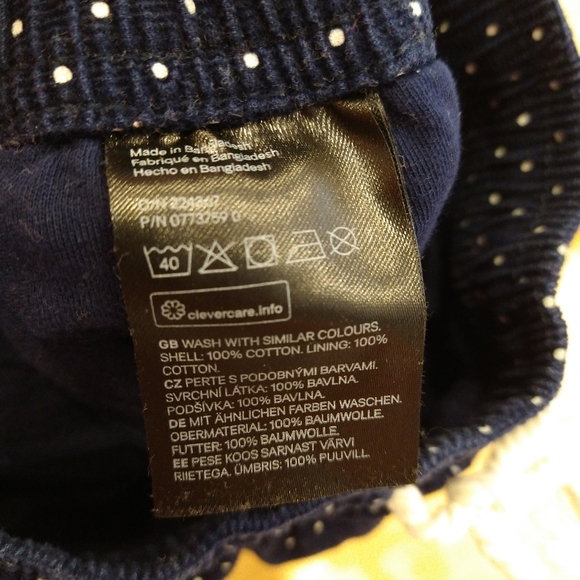 Made in Bangladesh
Fabriqué en Bangladesh
Hecho en Bangladesh
P/N 0773759 0
40
clevercare.info
GB WASH WITH SIMILAR COLOURS.
SHELL: 100% COTTON. LINING: 100%
COTTON.
CZ PERTE S PODOBNÝMI BARVAMI.
SVRCHNÍ LÁTKA: 100% BAVLNA.
PODŠÍVKA: 100% BAVLNA.
DE MIT ÄHNLICHEN FARBEN WASCHEN.
OBERMATERIAL: 100% BAUMWOLLE.
FUTTER: 100% BAUMWOLLE.
EE PESE KOOS SARNAST VÄRVI
RIIETEGA. ÜMBRIS: 100% PUUVILL.